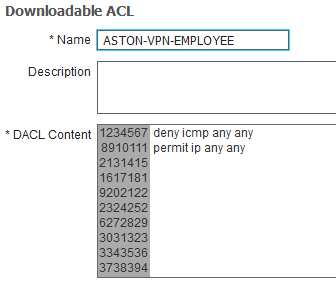 Downloadable ACL
* Name ASTON-VPN-EMPLOYEE
Description
* DACL Content 1234567 deny icmp any any
8910111 permit ip any any
2131415
1617181
9202122
2324252
6272829
3031323
3343536
3738394